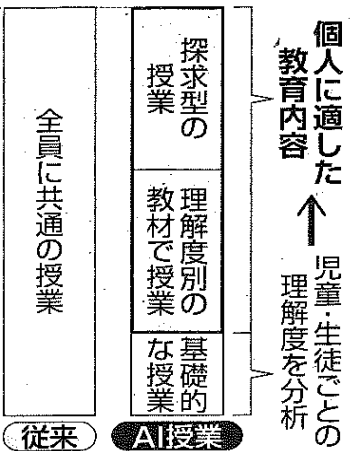 個人に適した
教育内容
児童・生徒ごとの
理解度を分析
探求型の
授業
理解度別の
教材で授業
基礎的
な授業
AI授業
全員に共通の授業
従来